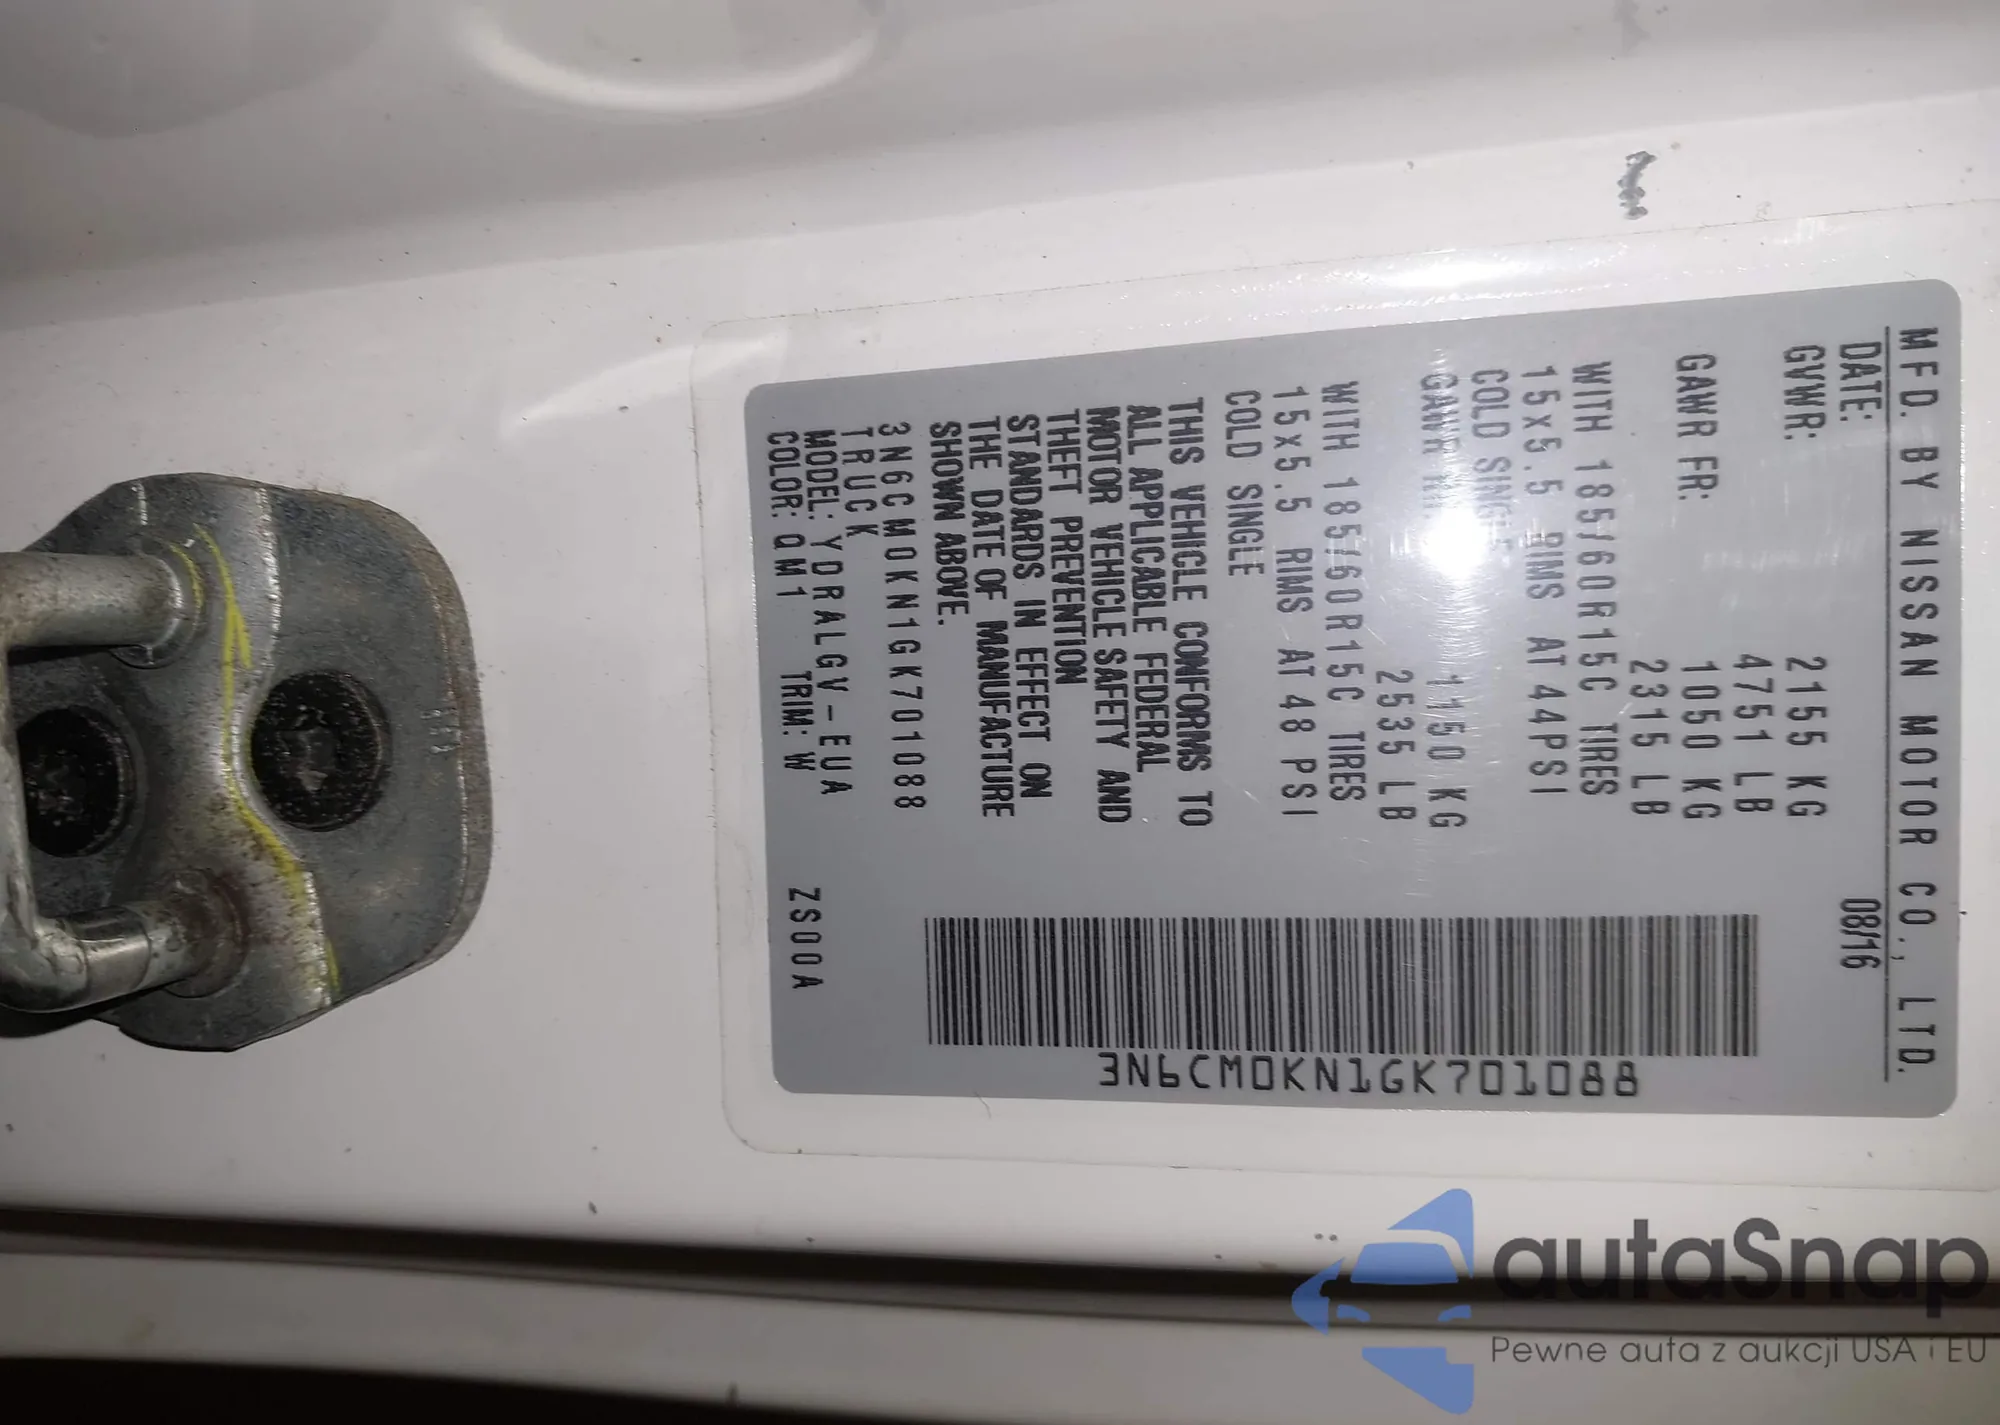 MFD. BY NISSAN MOTOR CO., LTD.
DATE: 08/16
GVWR: 2155 KG
4751 LB
GAWR FR: 1050 KG
2315 LB
WITH 185/60R15C TIRES
15x5.5 RIMS AT 44PSI
COLD SINGLE
GAWR RR: 1150 KG
2535 LB
WITH 185/60R15C TIRES
15x5.5 RIMS AT 48 PSI
COLD SINGLE
THIS VEHICLE CONFORMS TO
ALL APPLICABLE FEDERAL
MOTOR VEHICLE SAFETY AND
THEFT PREVENTION
STANDARDS IN EFFECT ON
THE DATE OF MANUFACTURE
SHOWN ABOVE.
3N6CM0KN1GK701088
TRUCK
MODEL: YDRALGV-EUA
COLOR: QM1 TRIM: W ZS00A
3N6CM0KN1GK701088
autaSnap
Pewne auta z aukcji USA i EU